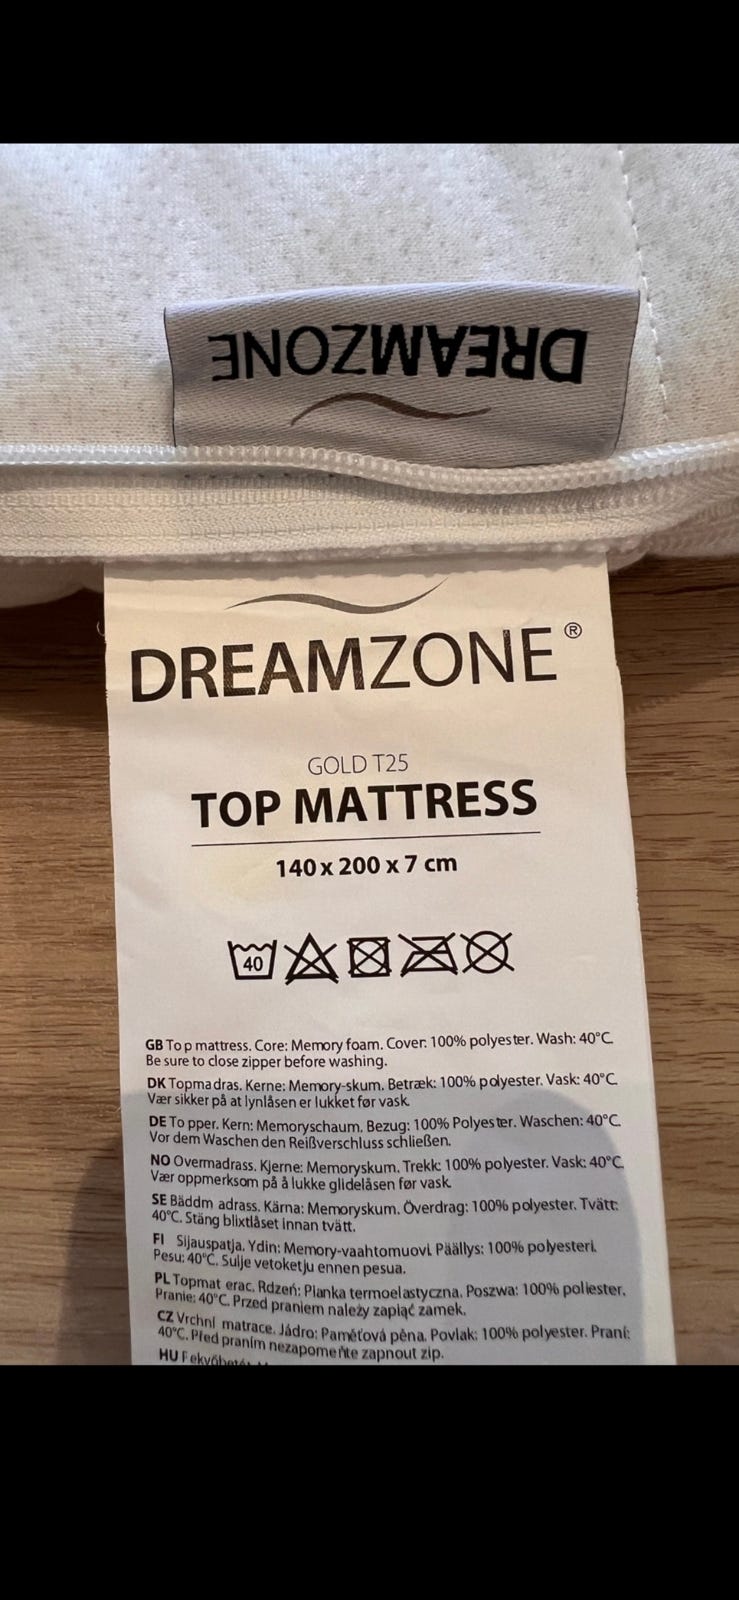 DREAMZONE
DREAMZONE®
GOLD T25
TOP MATTRESS
140 x 200 x 7 cm
40
GB Top mattress. Core: Memory foam. Cover: 100% polyester. Wash: 40°C.
Be sure to close zipper before washing.
DK Topmadras. Kerne: Memory-skum. Betræk: 100% polyester. Vask: 40°C.
Vær sikker på at lynlåsen er lukket før vask.
DE Topper. Kern: Memoryschaum. Bezug: 100% Polyester. Waschen: 40°C.
Vor dem Waschen den Reißverschluss schließen.
NO Overmadrass. Kjerne: Memoryskum. Trekk: 100% polyester. Vask: 40°C.
Vær oppmerksom på å lukke glidelåsen før vask.
SE Bäddmadrass. Kärna: Memoryskum. Överdrag: 100% polyester. Tvätt:
40°C. Stäng blixtlåset innan tvätt.
FI Sijauspatja. Ydin: Memory-vaahtomuovi. Päällys: 100% polyesteri.
Pesu: 40°C. Sulje vetoketju ennen pesua.
PL Topmaterac. Rdzeń: Pianka termoelastyczna. Poszwa: 100% poliester.
Pranie: 40°C. Przed praniem należy zapiąć zamek.
CZ Vrchní matrace. Jádro: Paměťová pěna. Povlak: 100% polyester. Praní:
40°C. Před praním nezapomeňte zapnout zip.
HU